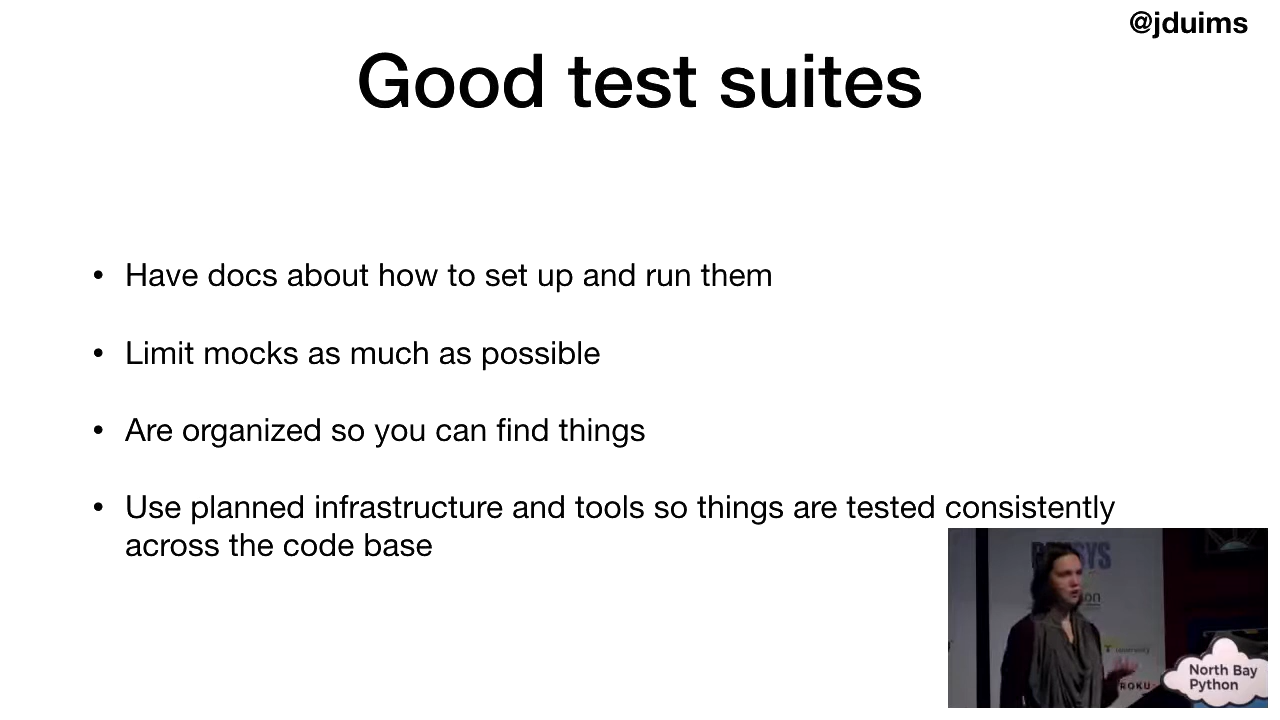 @jduims
Good test suites
• Have docs about how to set up and run them
• Limit mocks as much as possible
• Are organized so you can find things
• Use planned infrastructure and tools so things are tested consistently
across the code base
ROKU
North Bay
Python